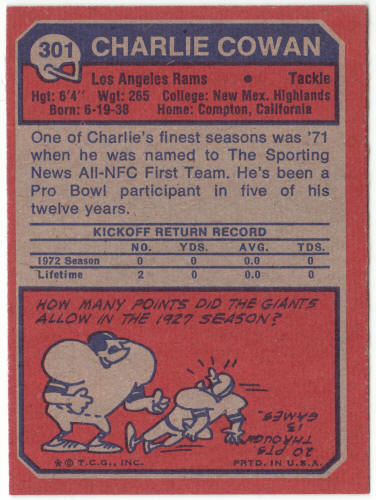 301 CHARLIE COWAN
Los Angeles Rams • Tackle
Hgt: 6'4" Wgt: 265 College: New Mex. Highlands
Born: 6-19-38 Home: Compton, California
One of Charlie's finest seasons was '71
when he was named to The Sporting
News All-NFC First Team. He's been a
Pro Bowl participant in five of his
twelve years.
KICKOFF RETURN RECORD
NO. YDS. AVG. TDS.
1972 Season 0 0 0.0 0
Lifetime 2 0 0.0 0
HOW MANY POINTS DID THE GIANTS
ALLOW IN THE 1927 SEASON?
20 PTS
THROUGH
13
GAMES.
* © T.C.G., INC. PRTD. IN U.S.A.